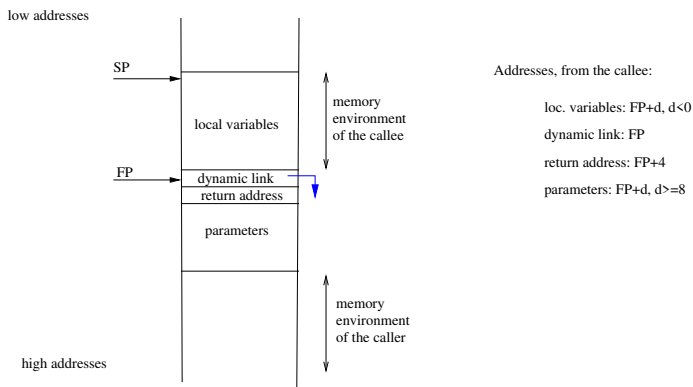 low addresses
SP
Addresses, from the callee:
memory
environment
of the callee
loc. variables: FP+d, d<0
local variables
dynamic link: FP
return address: FP+4
FP
dynamic link
parameters: FP+d, d>=8
return address
parameters
memory
environment
of the caller
high addresses